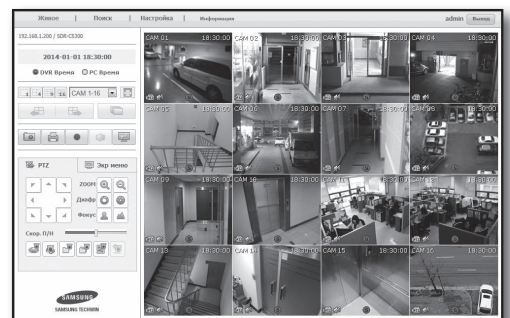 Живое | Поиск | Настройка | Информация admin Выход
192.168.1.200 / SDR-C5300
2014-01-01 18:30:00
DVR Время PC Время
1 4 9 16 CAM 1-16
PTZ Экр меню
ZOOM
Диафр
Фокус
Скор. П/Н
SAMSUNG
SAMSUNG TECHWIN
CAM 01 18:30:00 CAM 02 18:30:00 CAM 03 18:30:00 CAM 04 18:30:00
CAM 05 18:30:00 CAM 06 18:30:00 CAM 07 18:30:00 CAM 08 18:30:00
CAM 09 18:30:00 CAM 10 18:30:00 CAM 11 18:30:00 CAM 12 18:30:00
CAM 13 18:30:00 CAM 14 18:30:00 CAM 15 18:30:00 CAM 16 18:30:00